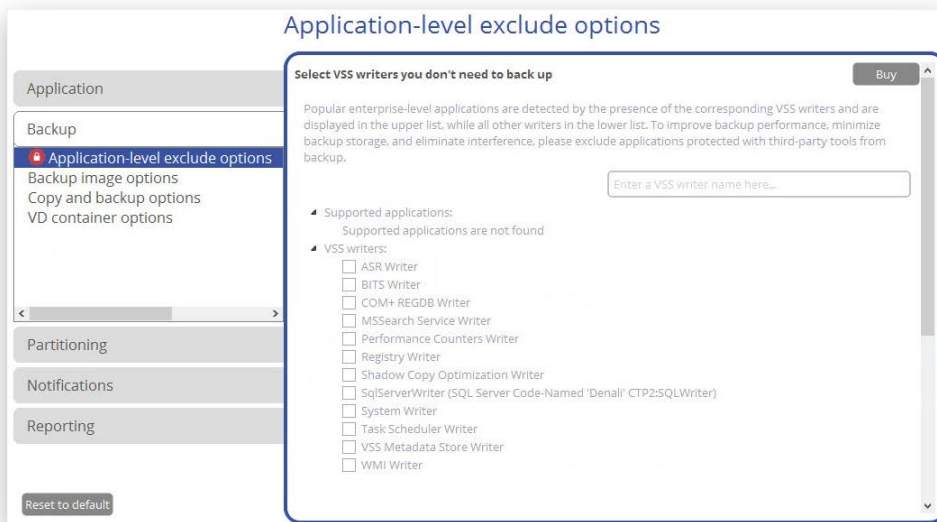 Application-level exclude options
Application
Backup
Application-level exclude options
Backup image options
Copy and backup options
VD container options
Partitioning
Notifications
Reporting
Reset to default
Select VSS writers you don't need to back up
Buy
Popular enterprise-level applications are detected by the presence of the corresponding VSS writers and are
displayed in the upper list, while all other writers in the lower list. To improve backup performance, minimize
backup storage, and eliminate interference, please exclude applications protected with third-party tools from
backup.
Enter a VSS writer name here...
Supported applications:
Supported applications are not found
VSS writers:
ASR Writer
BITS Writer
COM+ REGDB Writer
MSSearch Service Writer
Performance Counters Writer
Registry Writer
Shadow Copy Optimization Writer
SqlServerWriter (SQL Server Code-Named 'Denali' CTP2:SQLWriter)
System Writer
Task Scheduler Writer
VSS Metadata Store Writer
WMI Writer